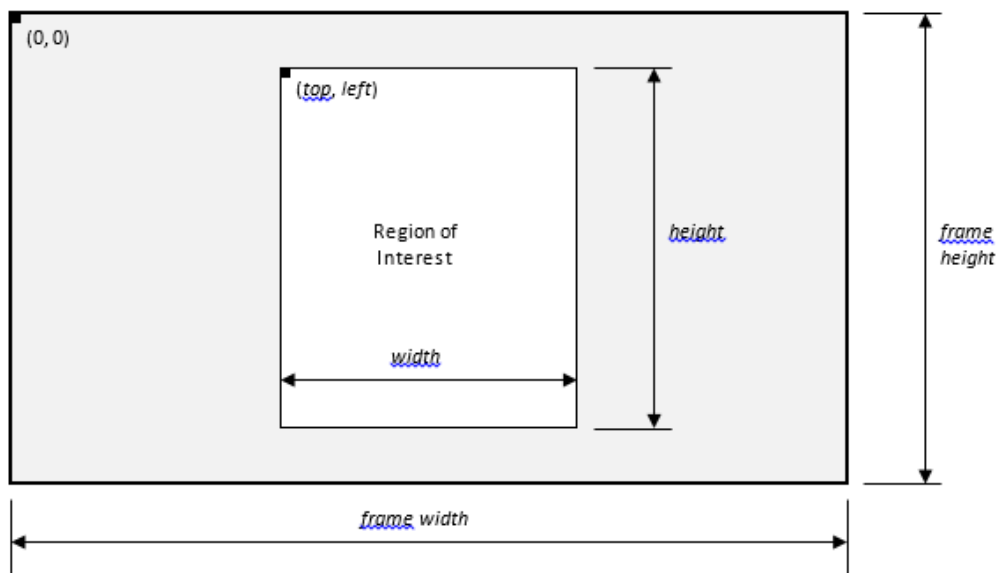 (0, 0)
(top, left)
Region of
Interest
height
frame
height
width
frame width